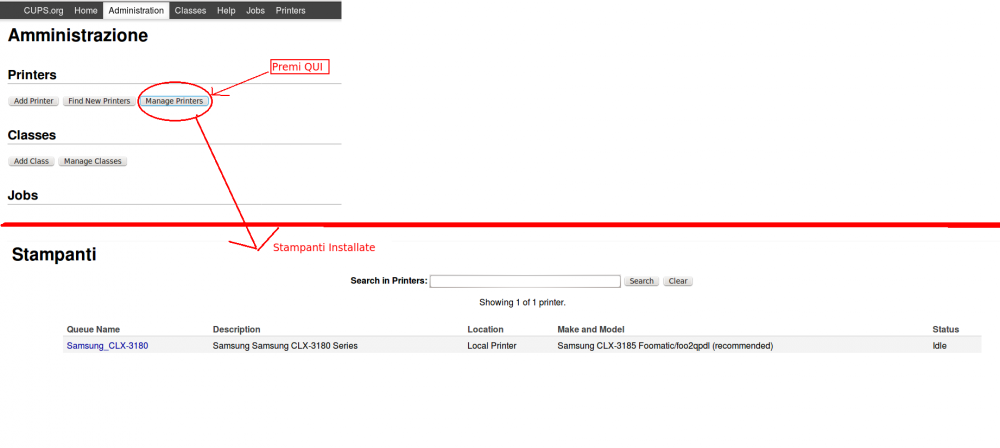 CUPS.org Home Administration Classes Help Jobs Printers
Amministrazione
Premi QUI
Printers
Add Printer Find New Printers Manage Printers
Classes
Add Class Manage Classes
Jobs
Stampanti Installate
Stampanti
Search in Printers: Search Clear
Showing 1 of 1 printer.
Queue Name Description Location Make and Model Status
Samsung_CLX-3180 Samsung Samsung CLX-3180 Series Local Printer Samsung CLX-3185 Foomatic/foo2qpdl (recommended) Idle